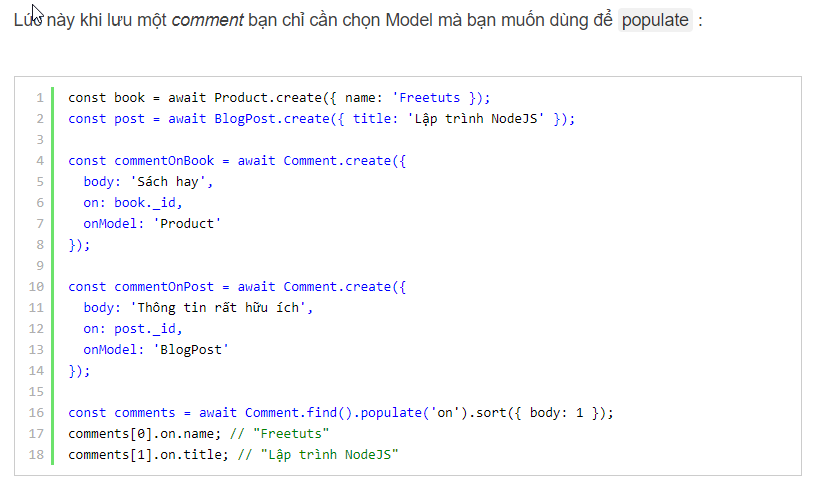 Lúc này khi lưu một comment bạn chỉ cần chọn Model mà bạn muốn dùng để populate :
1 const book = await Product.create({ name: 'Freetuts });
2 const post = await BlogPost.create({ title: 'Lập trình NodeJS' });
3
4 const commentOnBook = await Comment.create({
5 body: 'Sách hay',
6 on: book._id,
7 onModel: 'Product'
8 });
9
10 const commentOnPost = await Comment.create({
11 body: 'Thông tin rất hữu ích',
12 on: post._id,
13 onModel: 'BlogPost'
14 });
15
16 const comments = await Comment.find().populate('on').sort({ body: 1 });
17 comments[0].on.name; // "Freetuts"
18 comments[1].on.title; // "Lập trình NodeJS"